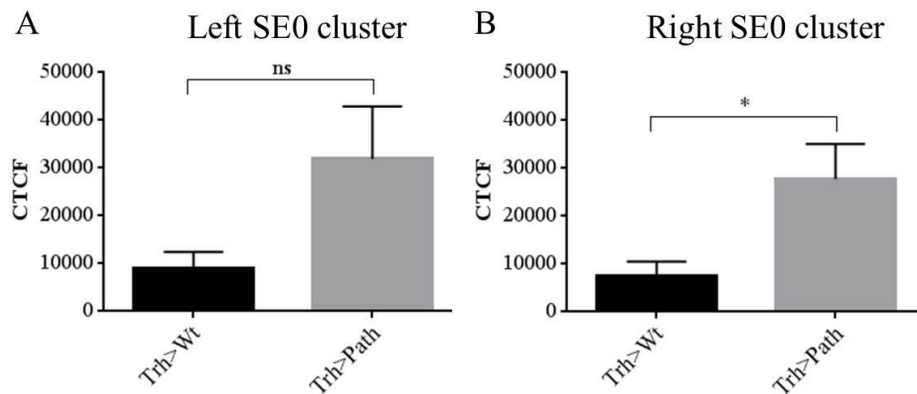 A
Left SE0 cluster
ns
CTCF
50000
40000
30000
20000
10000
0
Trh>Wt
Trh>Path
B
Right SE0 cluster
*
CTCF
50000
40000
30000
20000
10000
0
Trh>Wt
Trh>Path